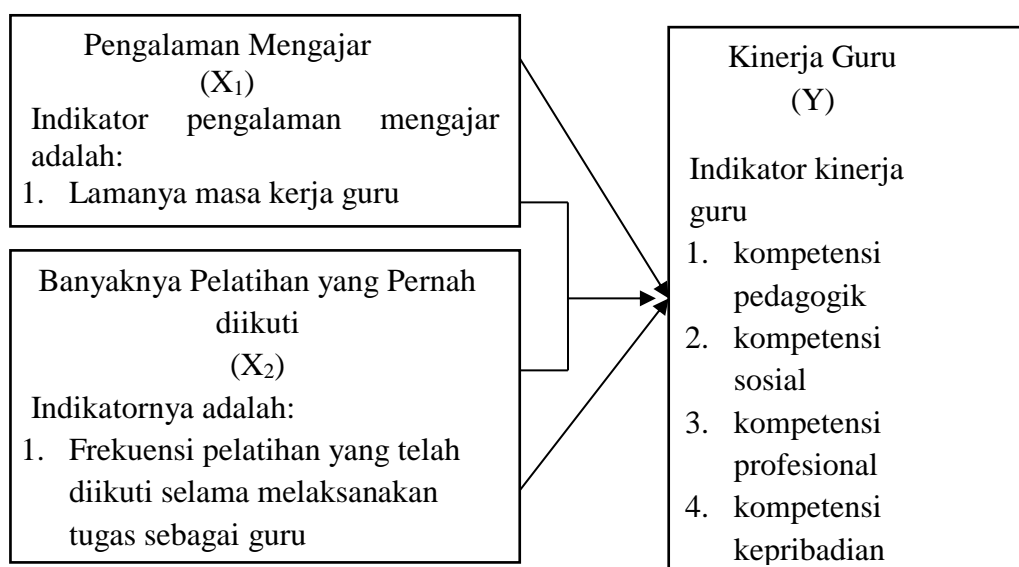 Pengalaman Mengajar
(X₁)
Indikator pengalaman mengajar
adalah:
1. Lamanya masa kerja guru
Banyaknya Pelatihan yang Pernah
diikuti
(X₂)
Indikatornya adalah:
1. Frekuensi pelatihan yang telah
diikuti selama melaksanakan
tugas sebagai guru
Kinerja Guru
(Y)
Indikator kinerja
guru
1. kompetensi
pedagogik
2. kompetensi
sosial
3. kompetensi
profesional
4. kompetensi
kepribadian